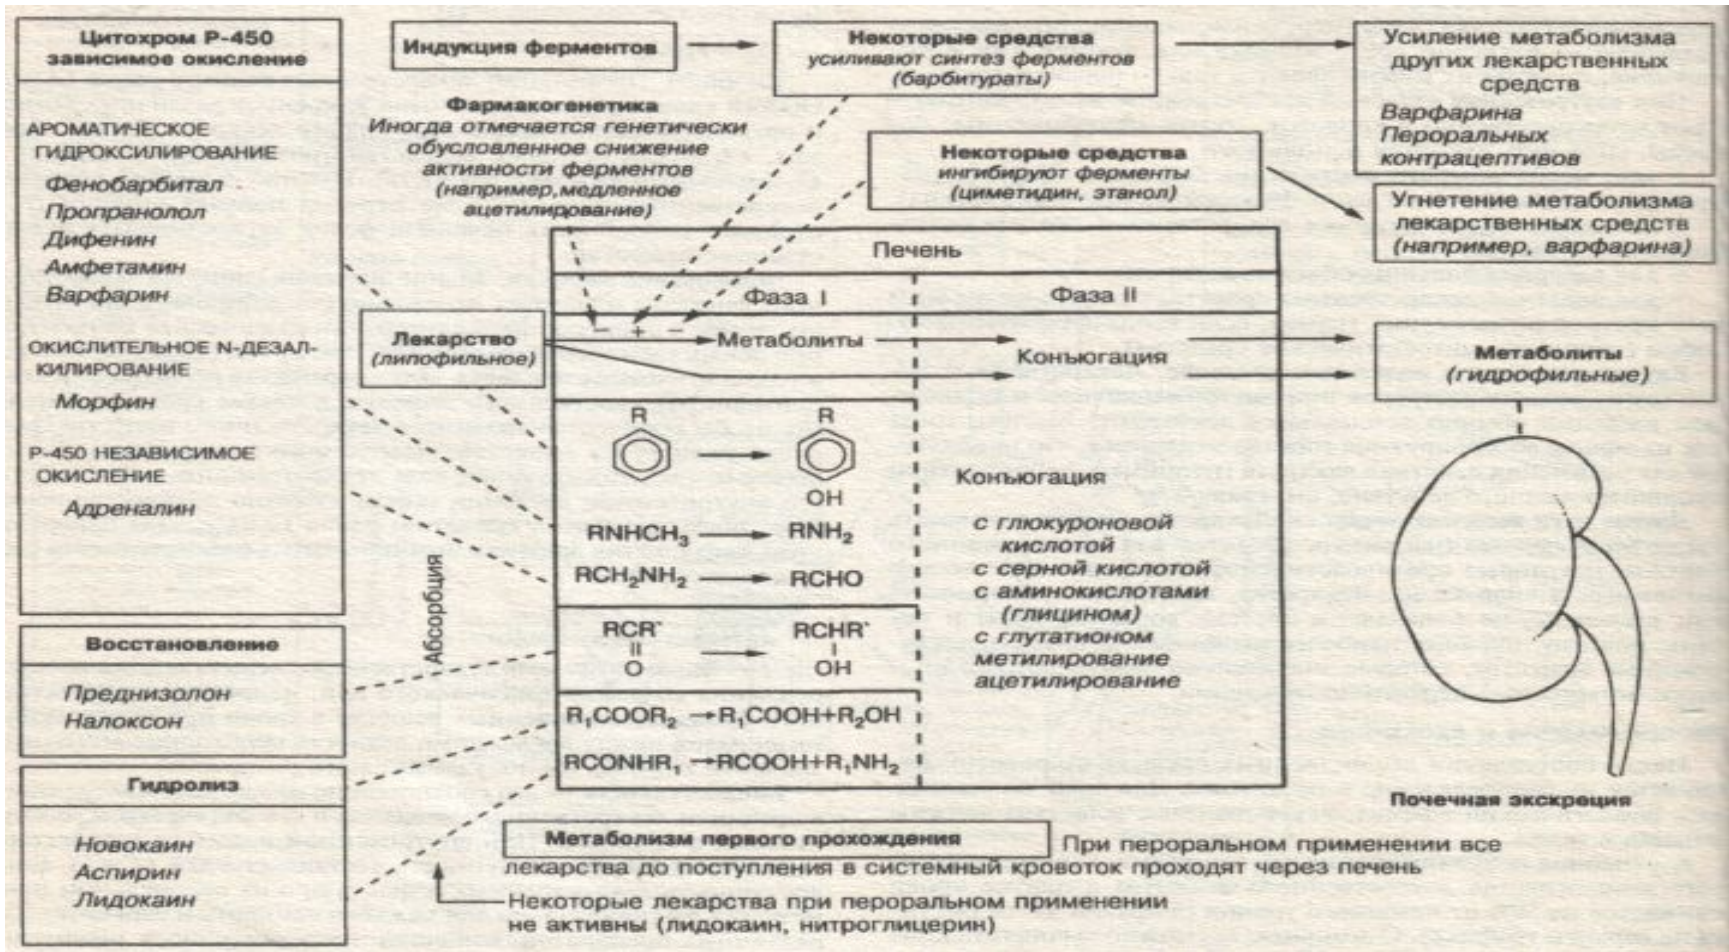 Цитохром Р-450
зависимое окисление
АРОМАТИЧЕСКОЕ
ГИДРОКСИЛИРОВАНИЕ
Фенобарбитал
Пропранолол
Дифенин
Амфетамин
Варфарин
ОКИСЛИТЕЛЬНОЕ N-ДЕЗАЛ-
КИЛИРОВАНИЕ
Морфин
Р-450 НЕЗАВИСИМОЕ
ОКИСЛЕНИЕ
Адреналин
Восстановление
Преднизолон
Налоксон
Гидролиз
Новокаин
Аспирин
Лидокаин
Индукция ферментов
Некоторые средства
усиливают синтез ферментов
(барбитураты)
Усиление метаболизма
других лекарственных
средств
Варфарина
Пероральных
контрацептивов
Фармакогенетика
Иногда отмечается генетически
обусловленное снижение
активности ферментов
(например,медленное
ацетилирование)
Некоторые средства
ингибируют ферменты
(циметидин, этанол)
Угнетение метаболизма
лекарственных средств
(например, варфарина)
Печень
Фаза I
Фаза II
− + −
Лекарство
(липофильное)
Метаболиты
Конъюгация
Метаболиты
(гидрофильные)
Абсорбция
R
R
OH
RNHCH₃ → RNH₂
RCH₂NH₂ → RCHO
RCR` → RCHR`
O
OH
R₁COOR₂ → R₁COOH+R₂OH
RCONHR₁ → RCOOH+R₁NH₂
Конъюгация
с глюкуроновой
кислотой
с серной кислотой
с аминокислотами
(глицином)
с глутатионом
метилирование
ацетилирование
Почечная экскреция
Метаболизм первого прохождения При пероральном применении все
лекарства до поступления в системный кровоток проходят через печень
Некоторые лекарства при пероральном применении
не активны (лидокаин, нитроглицерин)